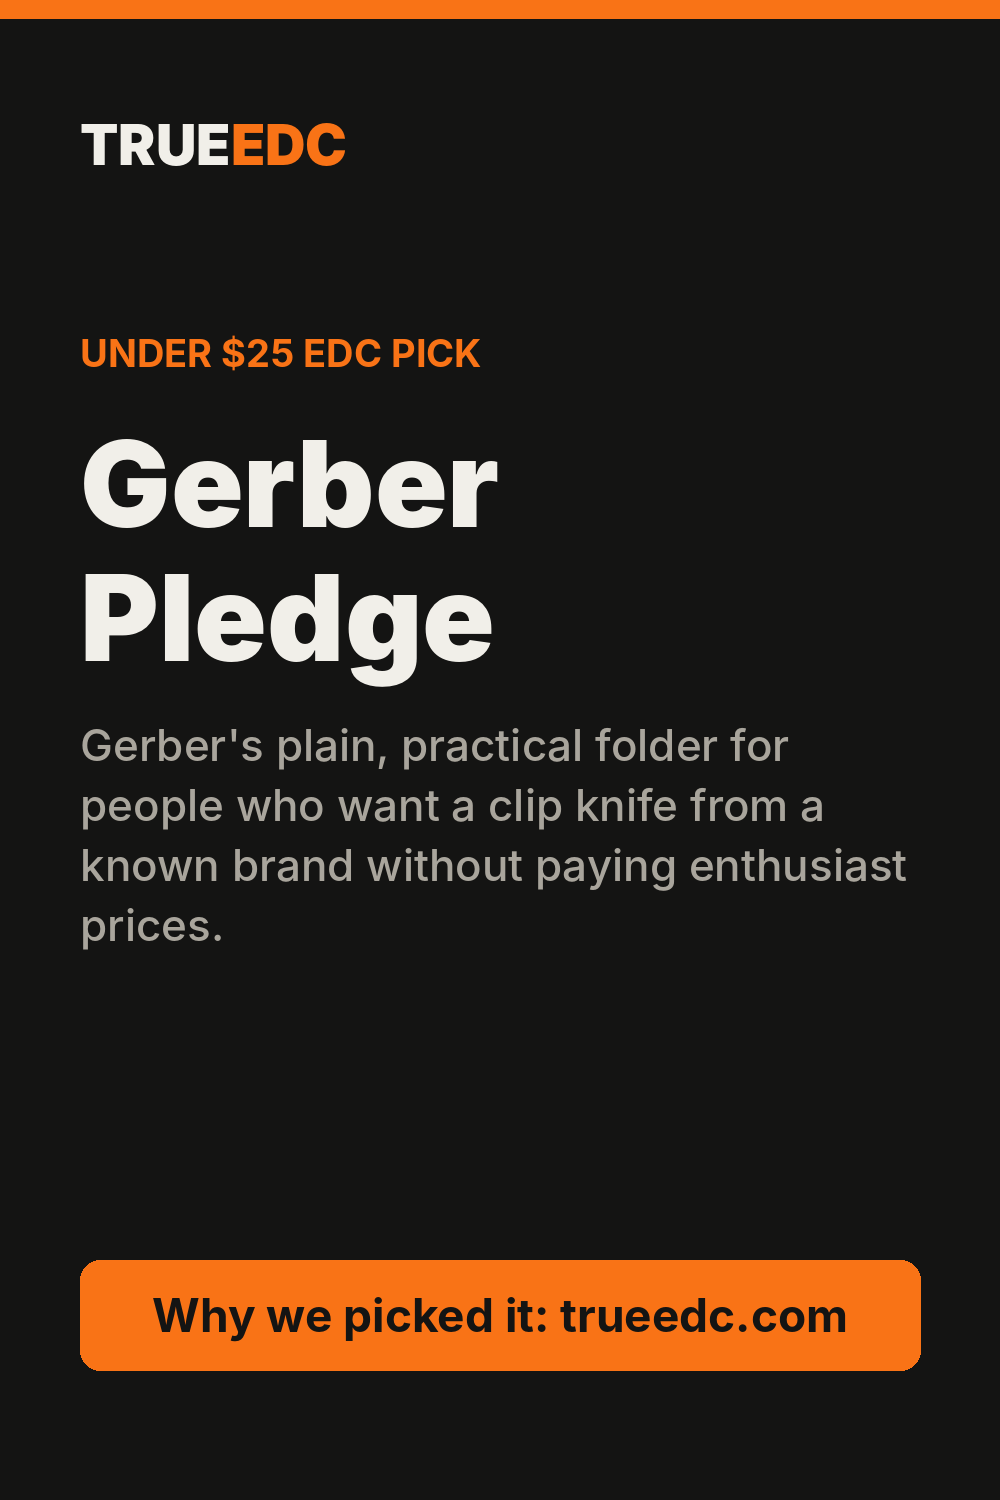 TRUEEDC
UNDER $25 EDC PICK
Gerber
Pledge
Gerber's plain, practical folder for
people who want a clip knife from a
known brand without paying enthusiast
prices.
Why we picked it: trueedc.com